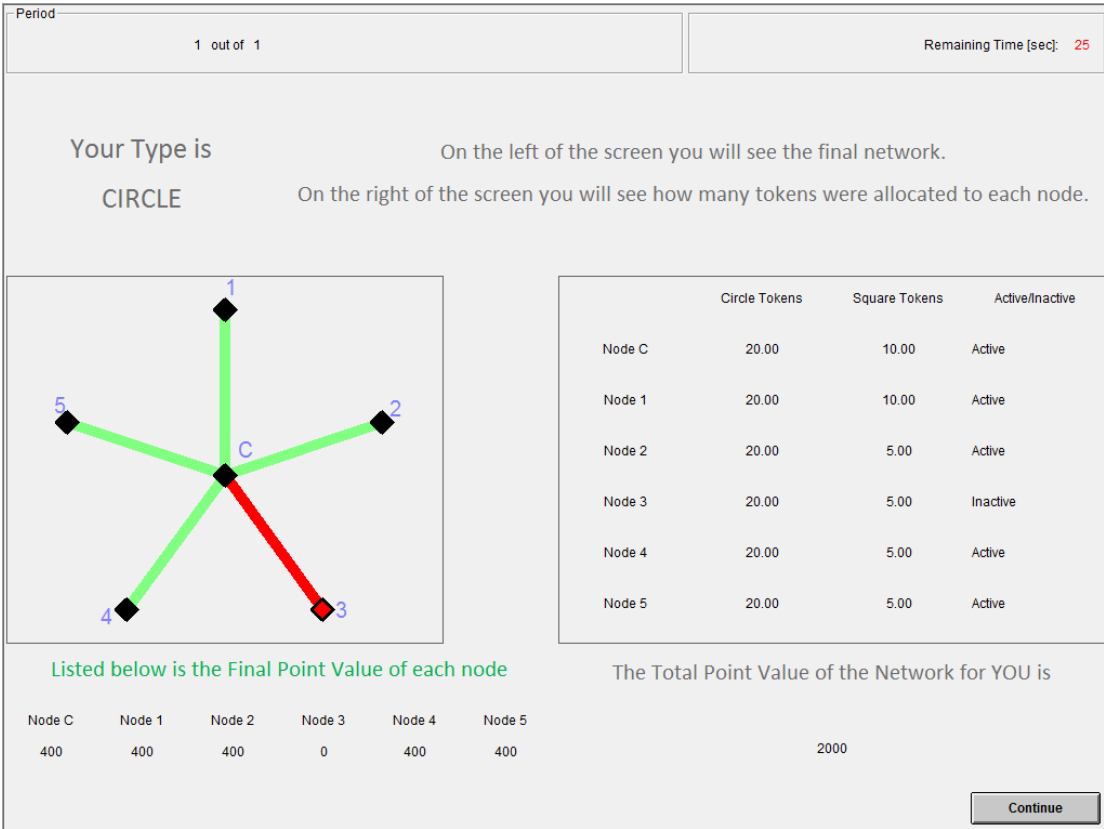 Period
1 out of 1
Remaining Time [sec]: 25
Your Type is
CIRCLE
On the left of the screen you will see the final network.
On the right of the screen you will see how many tokens were allocated to each node.
1
5
2
C
4
3
Circle Tokens Square Tokens Active/Inactive
Node C 20.00 10.00 Active
Node 1 20.00 10.00 Active
Node 2 20.00 5.00 Active
Node 3 20.00 5.00 Inactive
Node 4 20.00 5.00 Active
Node 5 20.00 5.00 Active
Listed below is the Final Point Value of each node
Node C Node 1 Node 2 Node 3 Node 4 Node 5
400 400 400 0 400 400
The Total Point Value of the Network for YOU is
2000
Continue